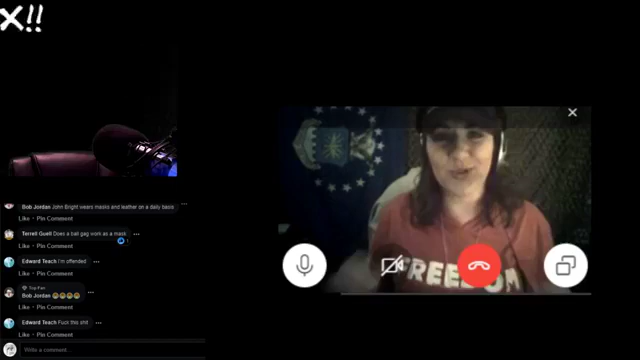 X!!
Bob Jordan John Bright wears masks and leather on a daily basis
Like · Pin Comment
Terrell Guell Does a ball gag worn as a mask
1
Like · Pin Comment
Edward Teach I'm offended
Like · Pin Comment
Top Fan
Bob Jordan 😭😭😭😭
Like · Pin Comment
Edward Teach Fuck this shit
Like · Pin Comment
Write a comment...
FREEDOM